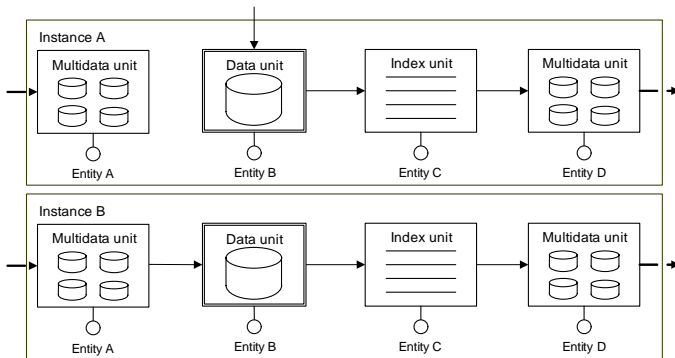 Instance A
Multidata unit
Data unit
Index unit
Multidata unit
Entity A
Entity B
Entity C
Entity D
Instance B
Multidata unit
Data unit
Index unit
Multidata unit
Entity A
Entity B
Entity C
Entity D